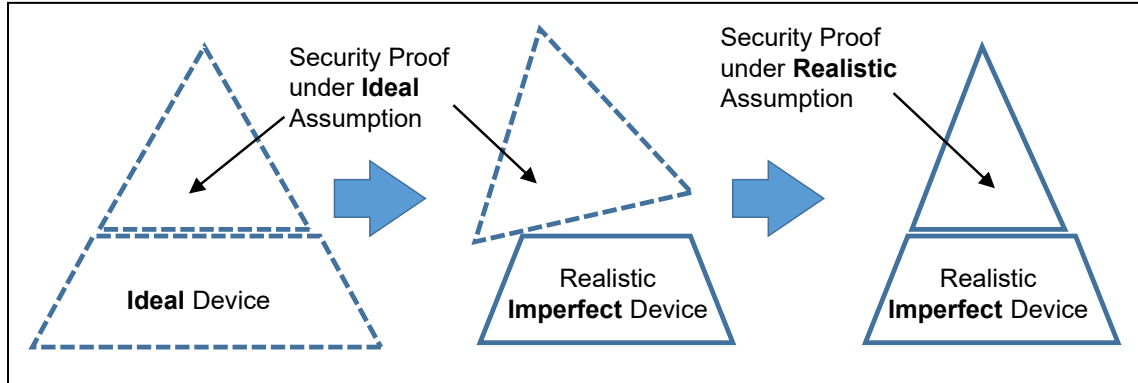 Security Proof
under Ideal
Assumption
Security Proof
under Realistic
Assumption
Ideal Device
Realistic
Imperfect Device
Realistic
Imperfect Device